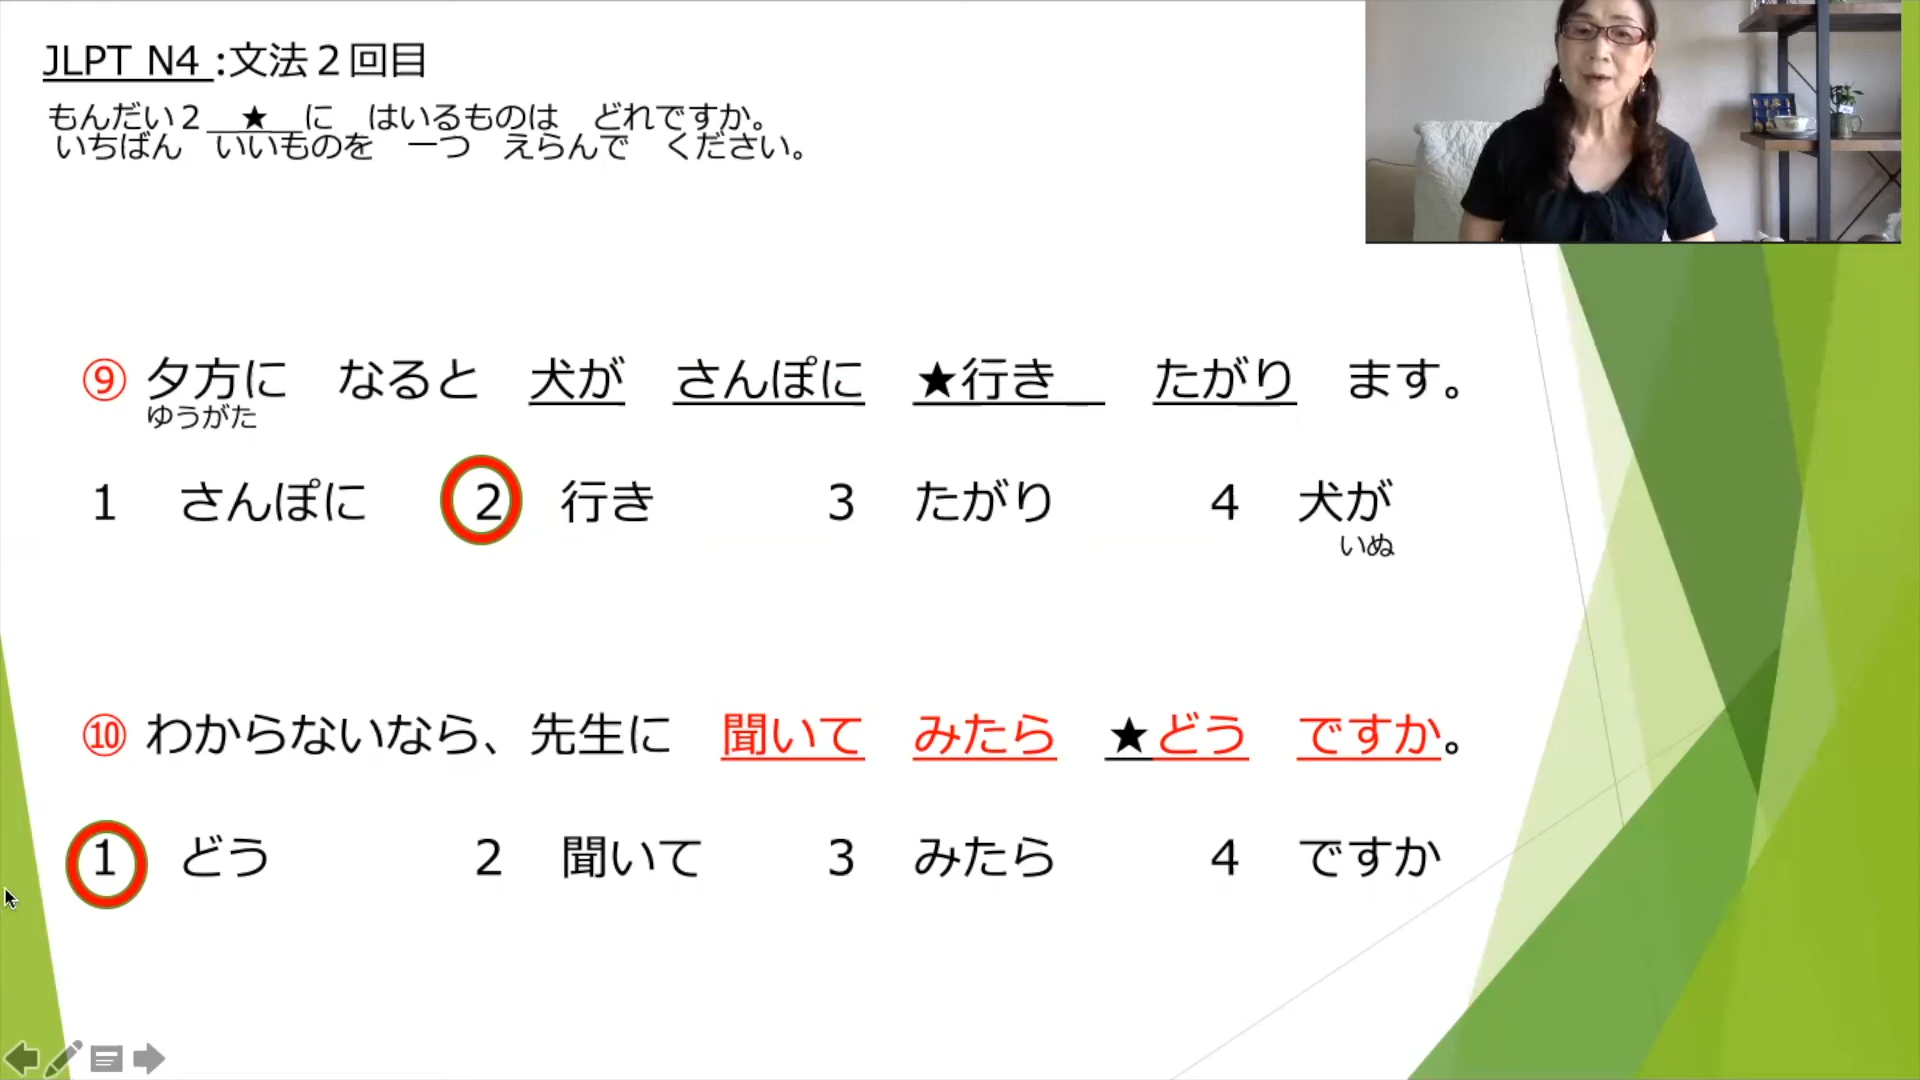 JLPT N4 :文法２回目
もんだい２ ★ に　はいるものは　どれですか。
いちばん　いいものを　一つ　えらんで　ください。
⑨ 夕方に　なると　犬が　さんぽに　★行き＿　たがり　ます。
ゆうがた
1　さんぽに　2　行き　3　たがり　4　犬が
いぬ
⑩ わからないなら、先生に　聞いて　みたら　★どう　ですか。
1　どう　2　聞いて　3　みたら　4　ですか